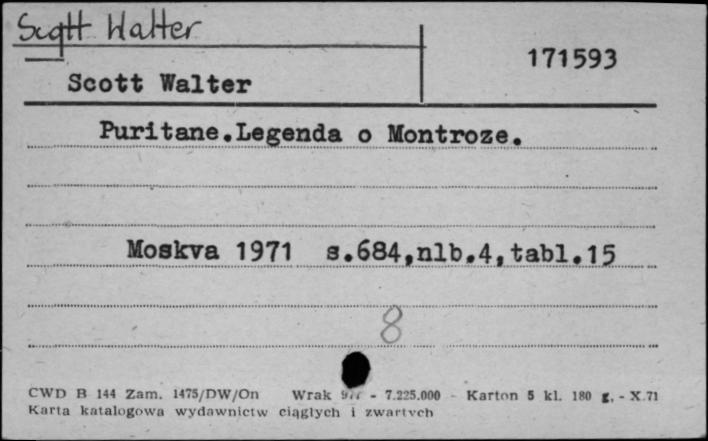 Scott Walter
171593
Scott Walter
Puritane.Legenda o Montroze.
Moskva 1971 s.684,nlb.4,tabl.15
8
CWD B 144 Zam. 1475/DW/On Wrak - 7.225.000 - Karton 5 kl. 180 g. - X.71
Karta katalogowa wydawnictw ciągłych i zwartych